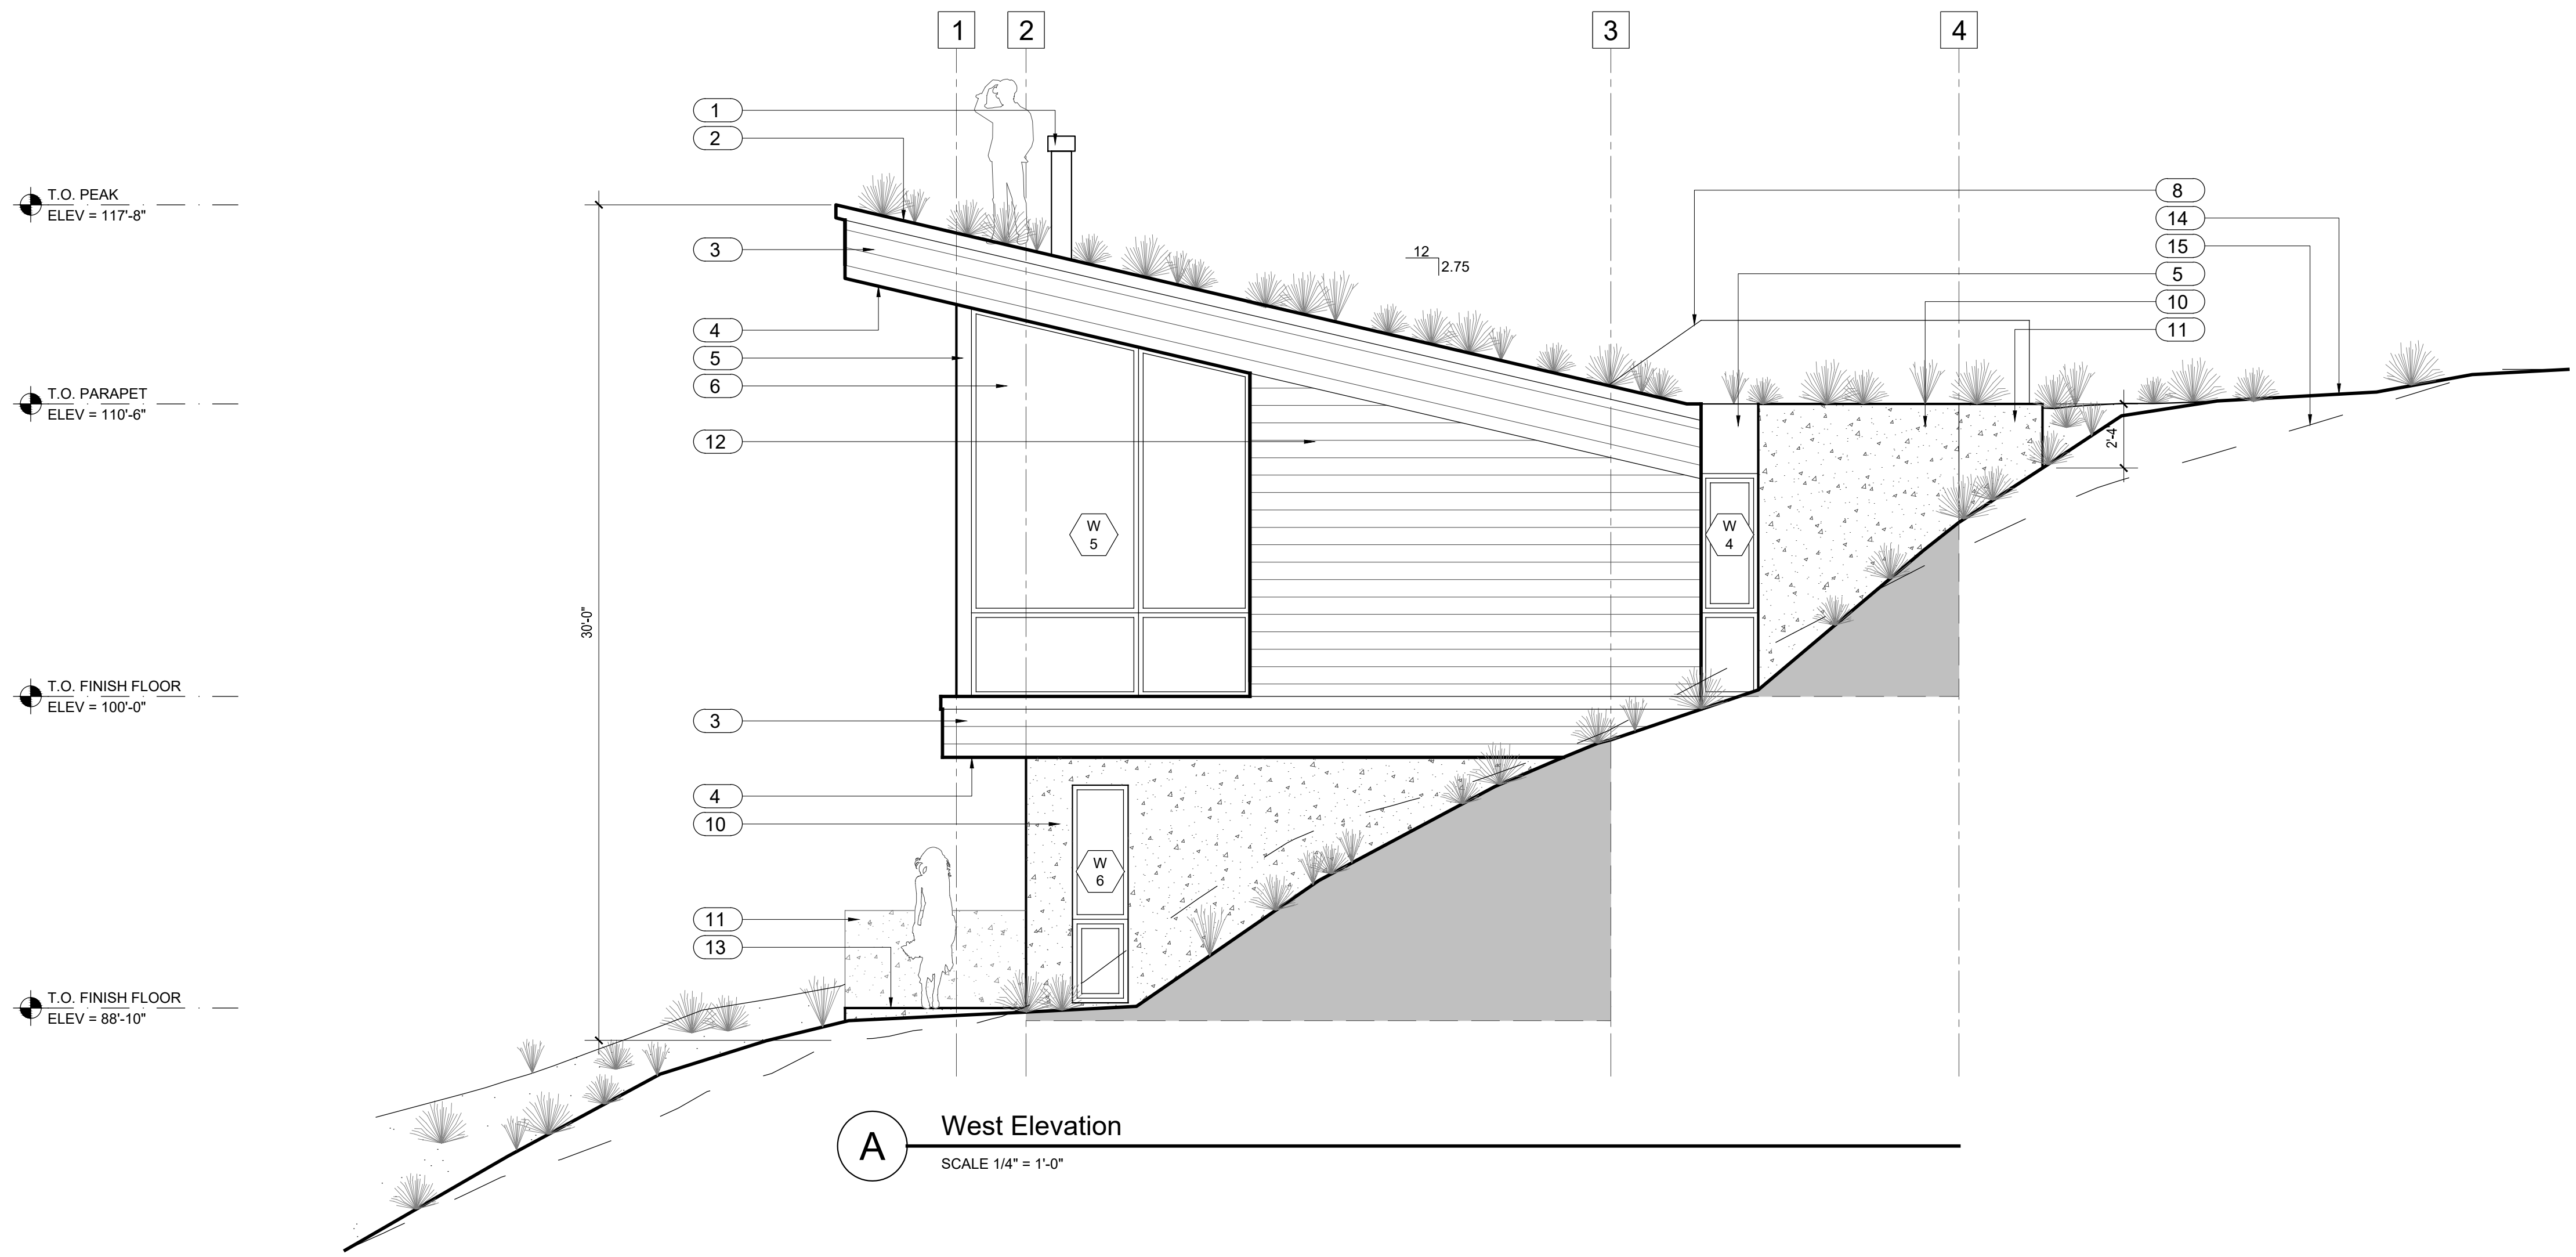 1
2
3
4
1
2
T.O. PEAK
ELEV = 117'-8"
3
12
2.75
8
14
15
5
10
11
4
5
6
T.O. PARAPET
ELEV = 110'-6"
12
2'-4"
W
5
W
4
30'-0"
T.O. FINISH FLOOR
ELEV = 100'-0"
3
4
10
W
6
11
13
T.O. FINISH FLOOR
ELEV = 88'-10"
A
West Elevation
SCALE 1/4" = 1'-0"